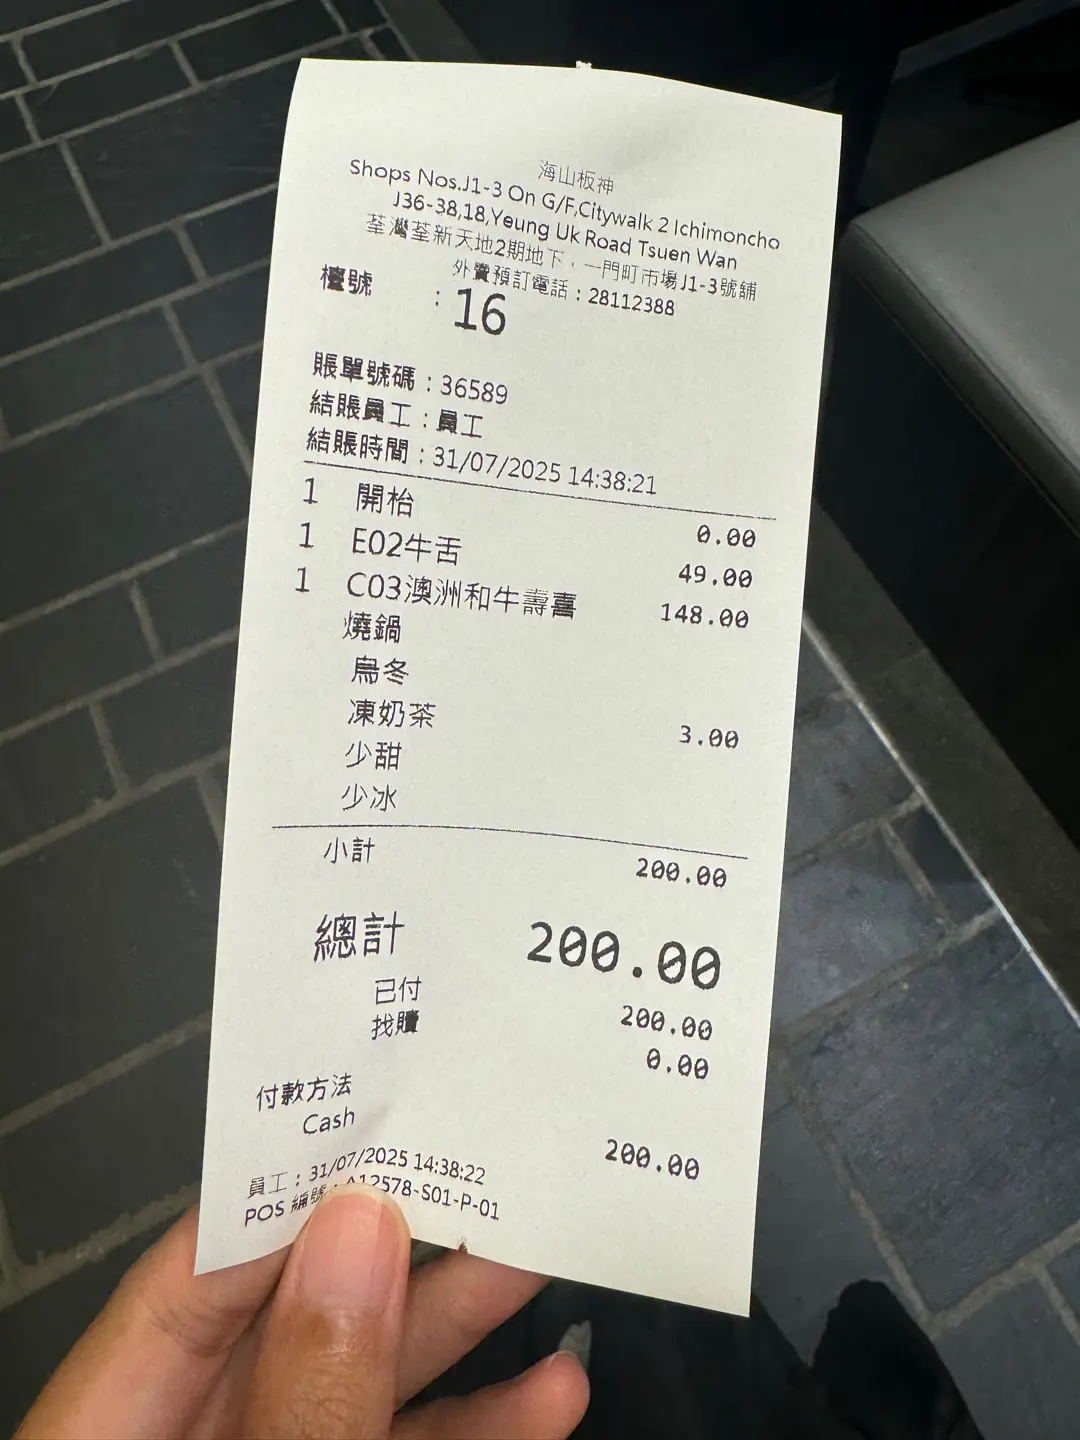 海山板神
Shops Nos.J1-3 On G/F,Citywalk 2 Ichimoncho
J36-38,18,Yeung Uk Road Tsuen Wan
荃灣荃新天地2期地下，一門町市場J1-3號舖
外賣預訂電話：28112388
檯號 : 16
賬單號碼：36589
結賬員工：員工
結賬時間：31/07/2025 14:38:21
1 開枱 0.00
1 E02牛舌 49.00
1 C03澳洲和牛壽喜 148.00
燒鍋
烏冬
凍奶茶 3.00
少甜
少冰
小計 200.00
總計 200.00
已付 200.00
找贖 0.00
付款方法
Cash 200.00
員工：31/07/2025 14:38:22
POS 編號：A12578-S01-P-01